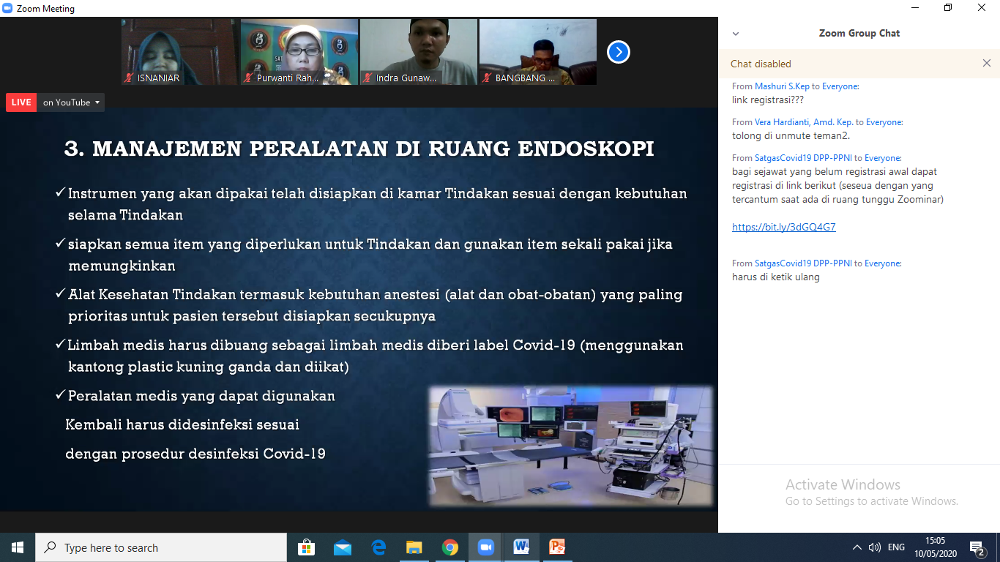 Zoom Meeting
ISNANIAR
Purwanti Rah...
Indra Gunaw...
BANGBANG ...
LIVE on YouTube
3. MANAJEMEN PERALATAN DI RUANG ENDOSKOPI
Instrumen yang akan dipakai telah disiapkan di kamar Tindakan sesuai dengan kebutuhan
selama Tindakan
siapkan semua item yang diperlukan untuk Tindakan dan gunakan item sekali pakai jika
memungkinkan
Alat Kesehatan Tindakan termasuk kebutuhan anestesi (alat dan obat-obatan) yang paling
prioritas untuk pasien tersebut disiapkan secukupnya
Limbah medis harus dibuang sebagai limbah medis diberi label Covid-19 (menggunakan
kantong plastic kuning ganda dan diikat)
Peralatan medis yang dapat digunakan
Kembali harus didesinfeksi sesuai
dengan prosedur desinfeksi Covid-19
Zoom Group Chat
Chat disabled
From Mashuri S.Kep to Everyone:
link registrasi???
From Vera Hardianti, Amd. Kep. to Everyone:
tolong di unmute teman2.
From SatgasCovid19 DPP-PPNI to Everyone:
bagi sejawat yang belum registrasi awal dapat
registrasi di link berikut (seseua dengan yang
tercantum saat ada di ruang tunggu Zoominar)
https://bit.ly/3dGQ4G7
From SatgasCovid19 DPP-PPNI to Everyone:
harus di ketik ulang
Activate Windows
Go to Settings to activate Windows.
Type here to search
ENG
15:05
10/05/2020
2